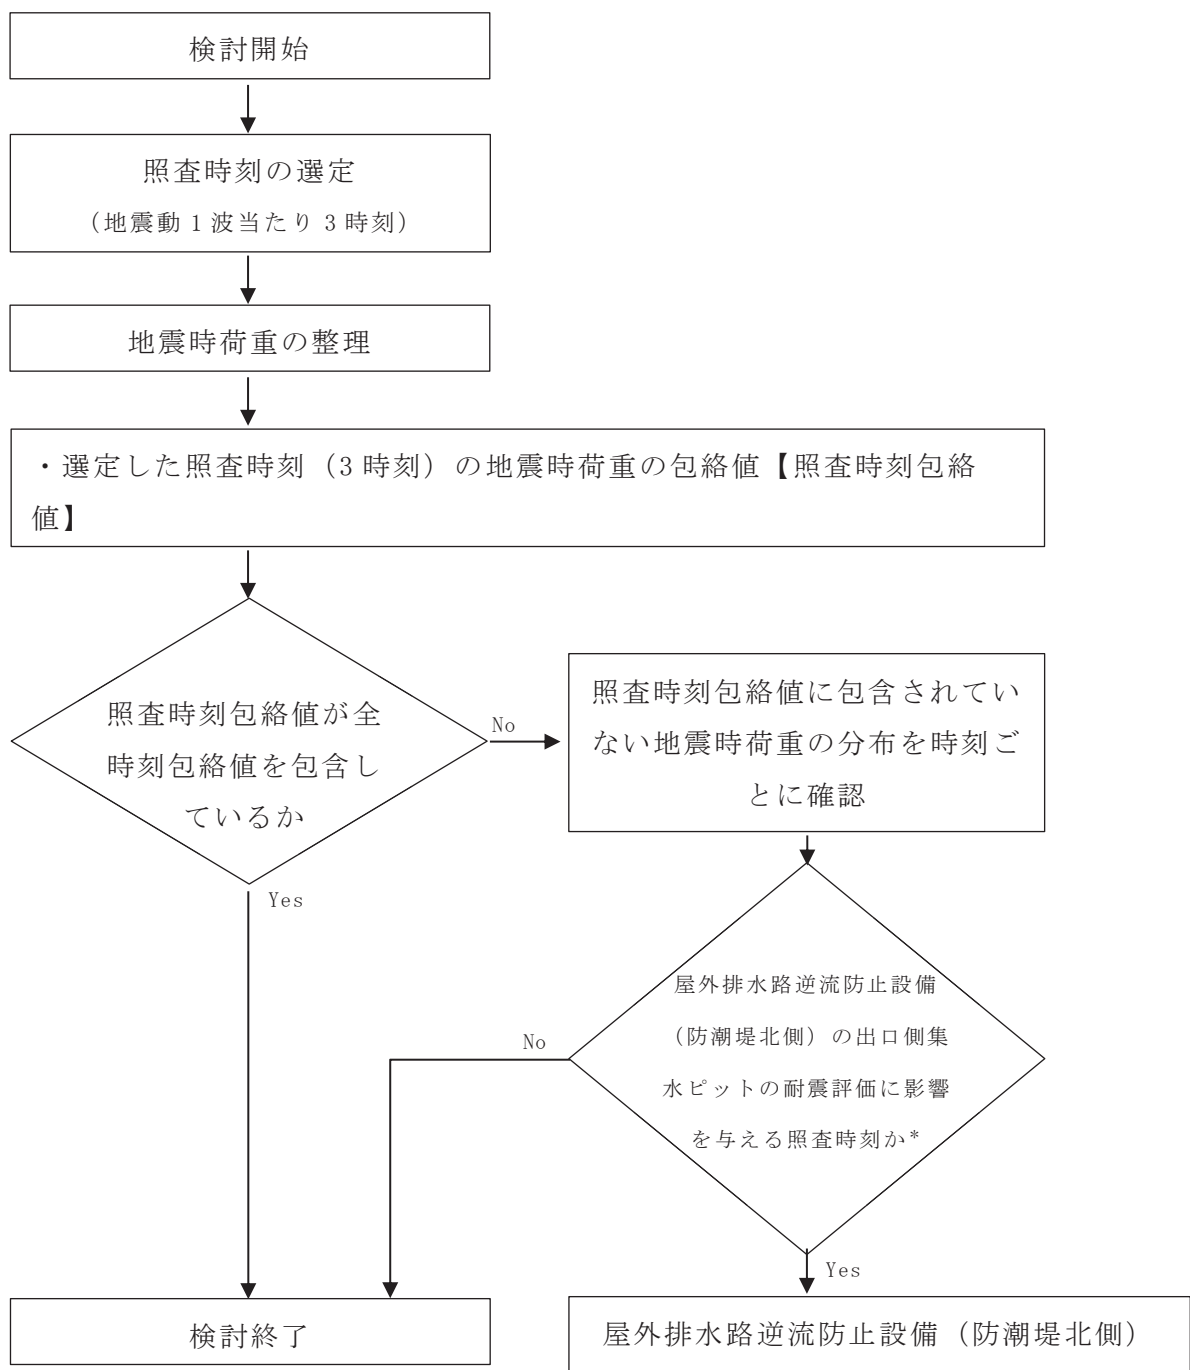 検討開始
照査時刻の選定
（地震動1波当たり3時刻）
地震時荷重の整理
・選定した照査時刻（3時刻）の地震時荷重の包絡値【照査時刻包絡
値】
照査時刻包絡値が全
時刻包絡値を包含し
ているか
No
照査時刻包絡値に包含されてい
ない地震時荷重の分布を時刻ご
とに確認
Yes
屋外排水路逆流防止設備
（防潮堤北側）の出口側集
水ピットの耐震評価に影響
を与える照査時刻か*
No
Yes
検討終了
屋外排水路逆流防止設備（防潮堤北側）